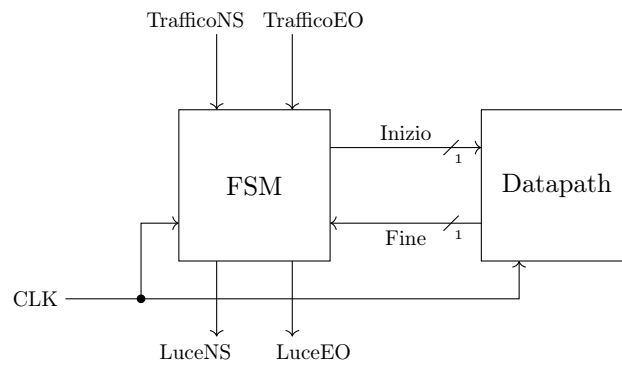 TrafficoNS TrafficoEO
Inizio
1
FSM
Datapath
1
Fine
CLK
LuceNS LuceEO